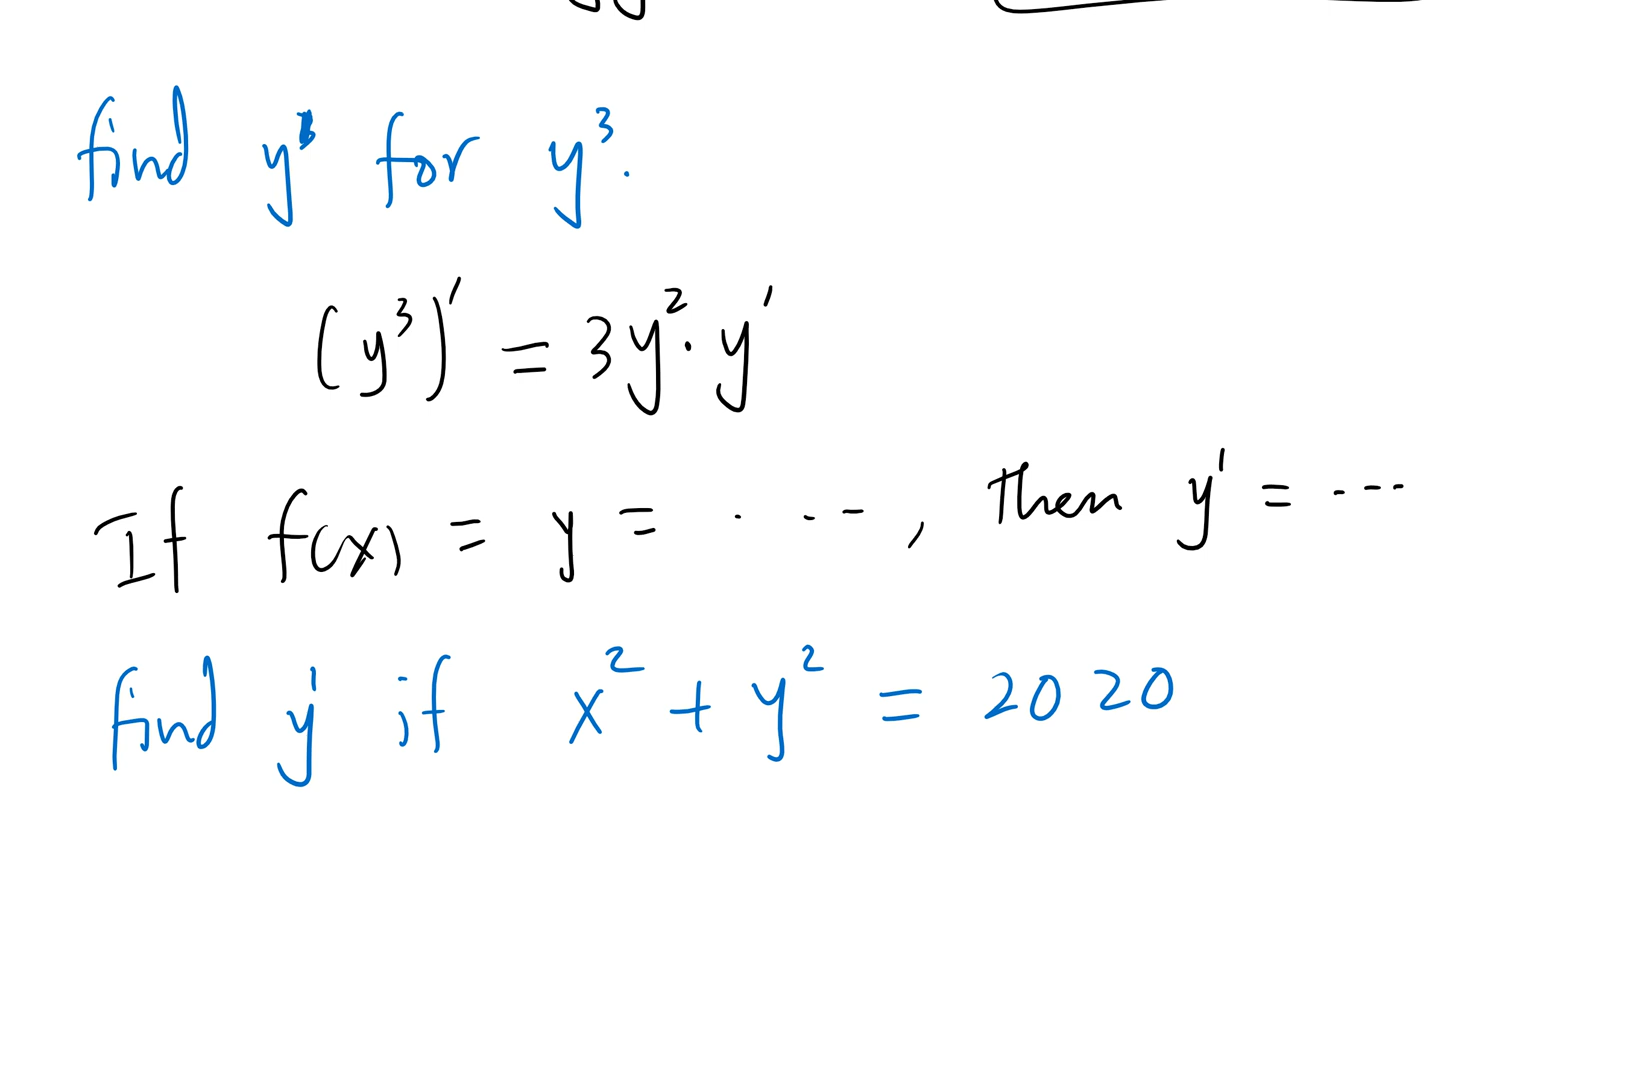 find y' for y³.
(y³)' = 3y² · y'
If f(x) = y = . . - , then y' = ---
find y' if x² + y² = 2020